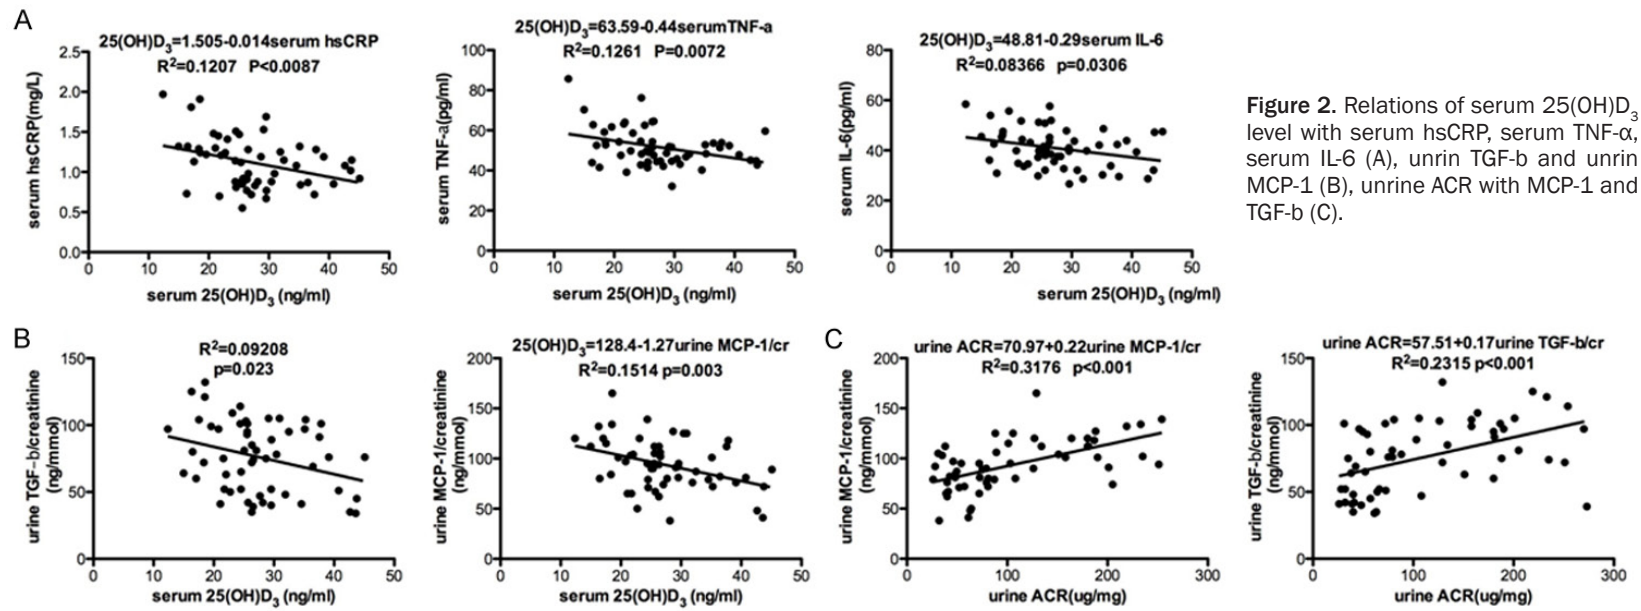 A
25(OH)D3=1.505-0.014serum hsCRP
R2=0.1207 P<0.0087
serum hsCRP(mg/L)
2.5
2.0
1.5
1.0
0.5
0.0
0 10 20 30 40 50
serum 25(OH)D3 (ng/ml)
25(OH)D3=63.59-0.44serumTNF-a
R2=0.1261 P=0.0072
serum TNF-a(pg/ml)
100
80
60
40
20
0
0 10 20 30 40 50
serum 25(OH)D3 (ng/ml)
25(OH)D3=48.81-0.29serum IL-6
R2=0.08366 p=0.0306
serum IL-6(pg/ml)
80
60
40
20
0
0 10 20 30 40 50
serum 25(OH)D3 (ng/ml)
Figure 2. Relations of serum 25(OH)D3
level with serum hsCRP, serum TNF-α,
serum IL-6 (A), unrin TGF-b and unrin
MCP-1 (B), unrine ACR with MCP-1 and
TGF-b (C).
B
R2=0.09208
p=0.023
urine TGF-b/creatinine
(ng/mmol)
150
100
50
0
0 10 20 30 40 50
serum 25(OH)D3 (ng/ml)
25(OH)D3=128.4-1.27urine MCP-1/cr
R2=0.1514 p=0.003
urine MCP-1/creatinine
(ng/mmol)
200
150
100
50
0
0 10 20 30 40 50
serum 25(OH)D3 (ng/ml)
C
urine ACR=70.97+0.22urine MCP-1/cr
R2=0.3176 p<0.001
urine MCP-1/creatinine
(ng/mmol)
200
150
100
50
0
0 100 200 300
urine ACR(ug/mg)
urine ACR=57.51+0.17urine TGF-b/cr
R2=0.2315 p<0.001
urine TGF-b/creatinine
(ng/mmol)
150
100
50
0
0 100 200 300
urine ACR(ug/mg)